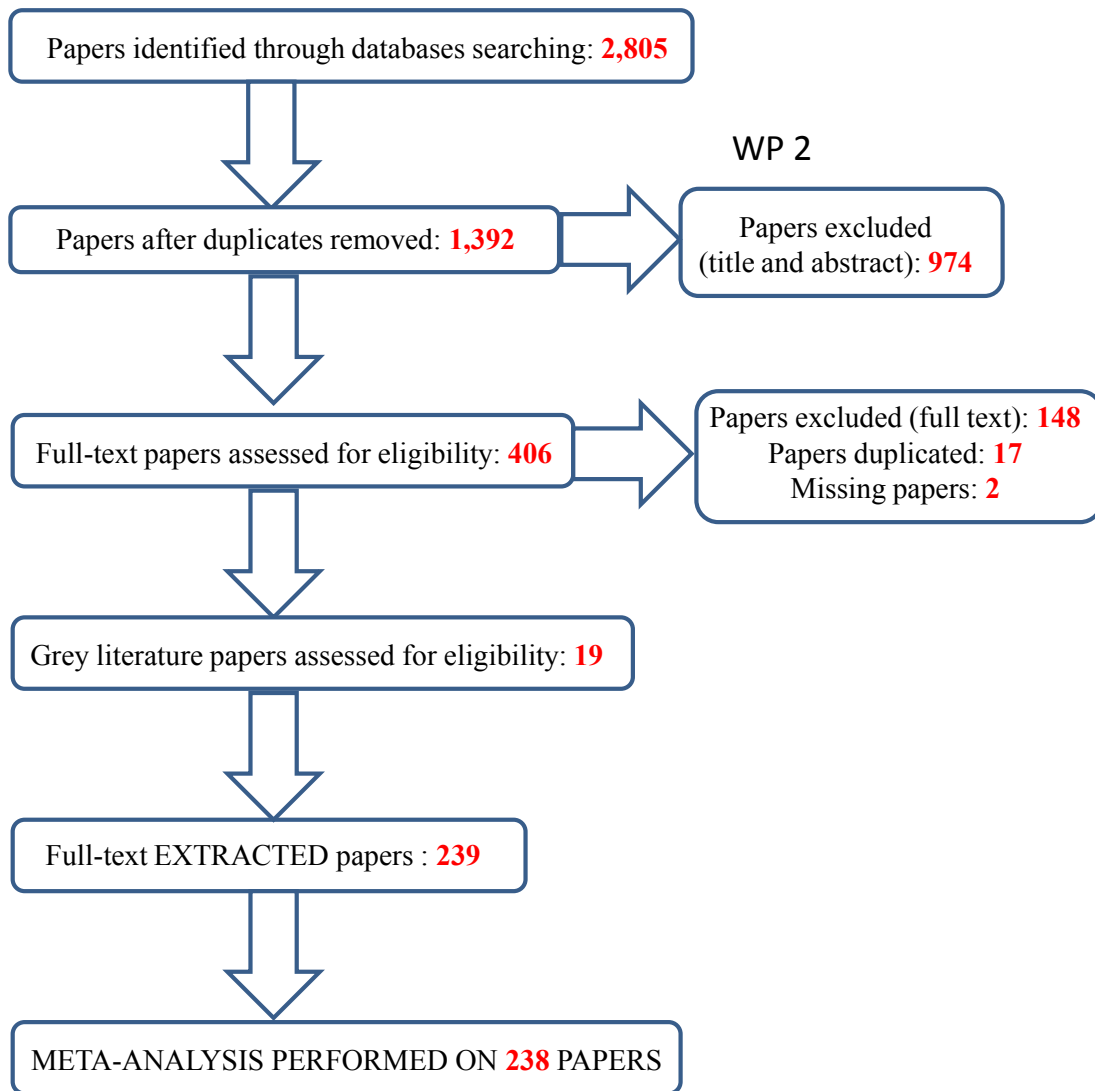 Papers identified through databases searching: 2,805
WP 2
Papers after duplicates removed: 1,392
Papers excluded
(title and abstract): 974
Full-text papers assessed for eligibility: 406
Papers excluded (full text): 148
Papers duplicated: 17
Missing papers: 2
Grey literature papers assessed for eligibility: 19
Full-text EXTRACTED papers : 239
META-ANALYSIS PERFORMED ON 238 PAPERS